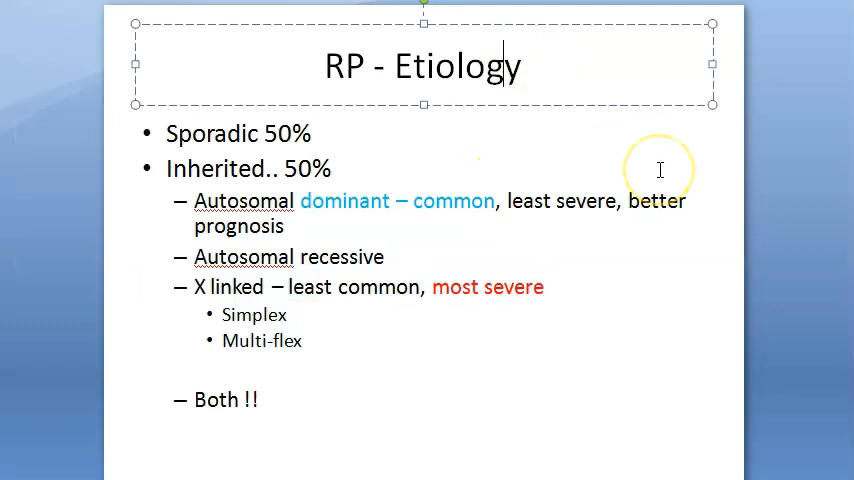 RP - Etiology
• Sporadic 50%
• Inherited.. 50%
– Autosomal dominant – common, least severe, better
prognosis
– Autosomal recessive
– X linked – least common, most severe
• Simplex
• Multi-flex
– Both !!